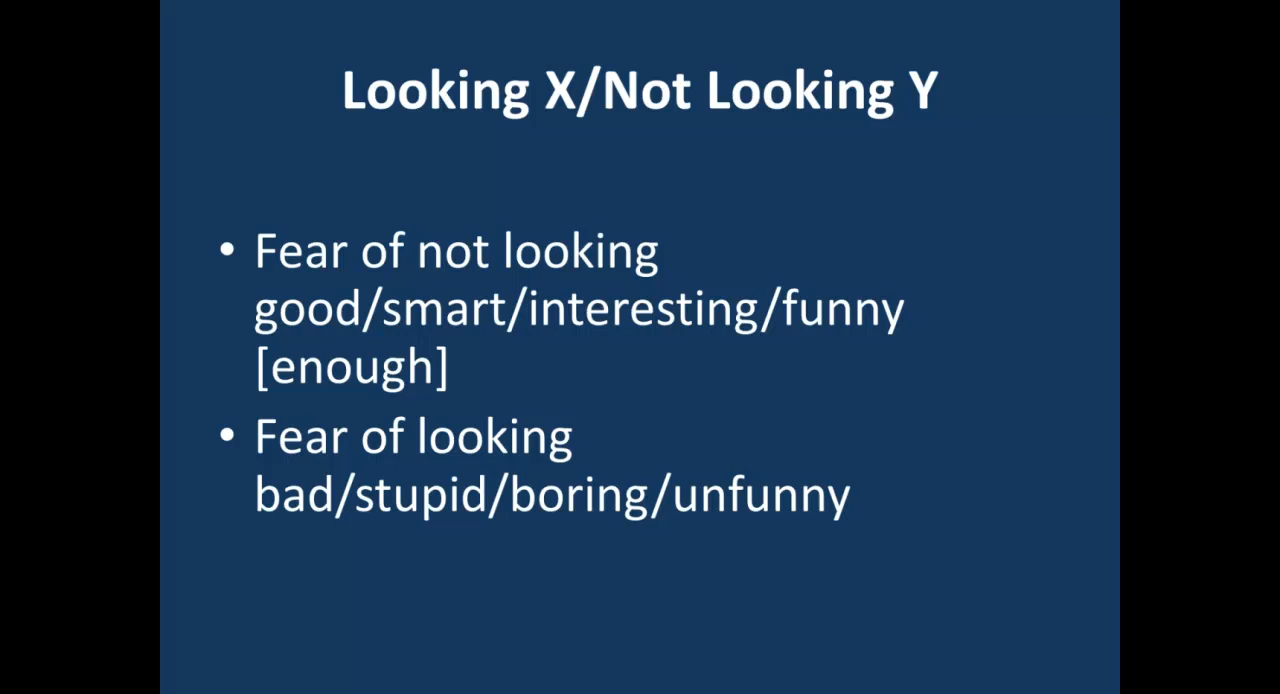 Looking X/Not Looking Y
• Fear of not looking
good/smart/interesting/funny
[enough]
• Fear of looking
bad/stupid/boring/unfunny